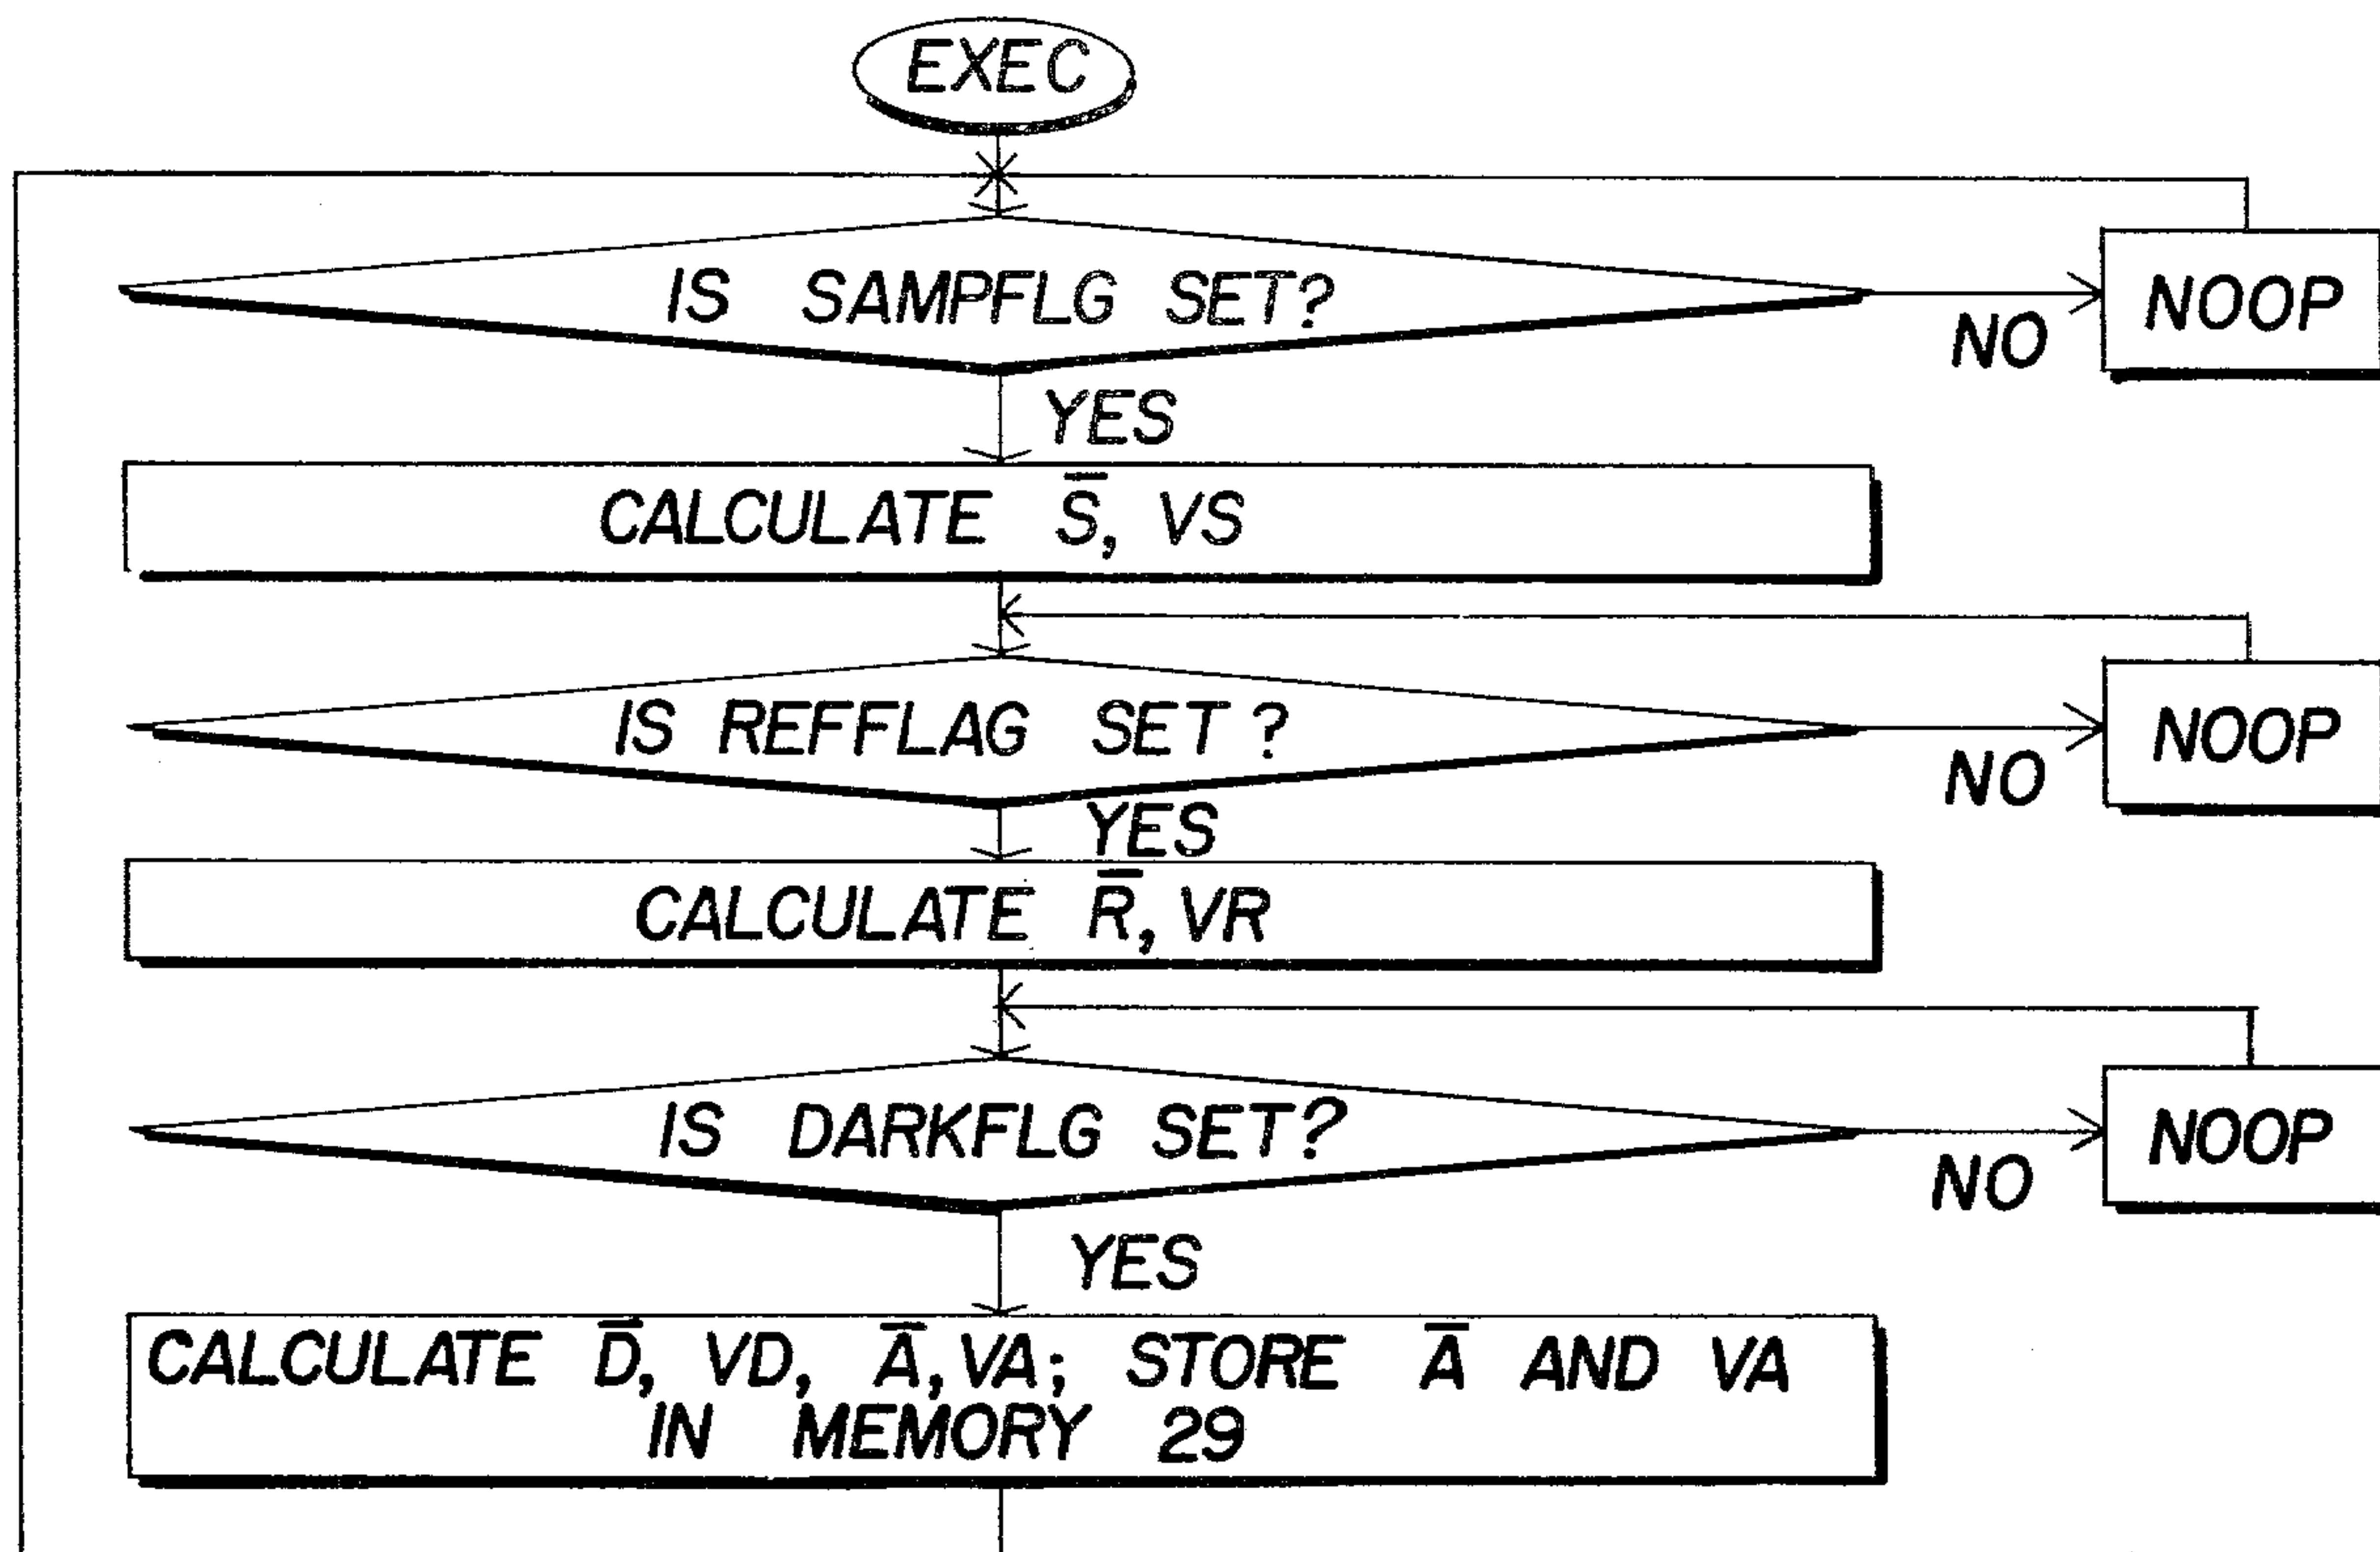 EXEC
IS SAMPFLG SET?
NO
NOOP
YES
CALCULATE S̅, VS
IS REFFLAG SET?
NO
NOOP
YES
CALCULATE R̅, VR
IS DARKFLG SET?
NO
NOOP
YES
CALCULATE D̅, VD, A̅, VA; STORE A̅ AND VA
IN MEMORY 29